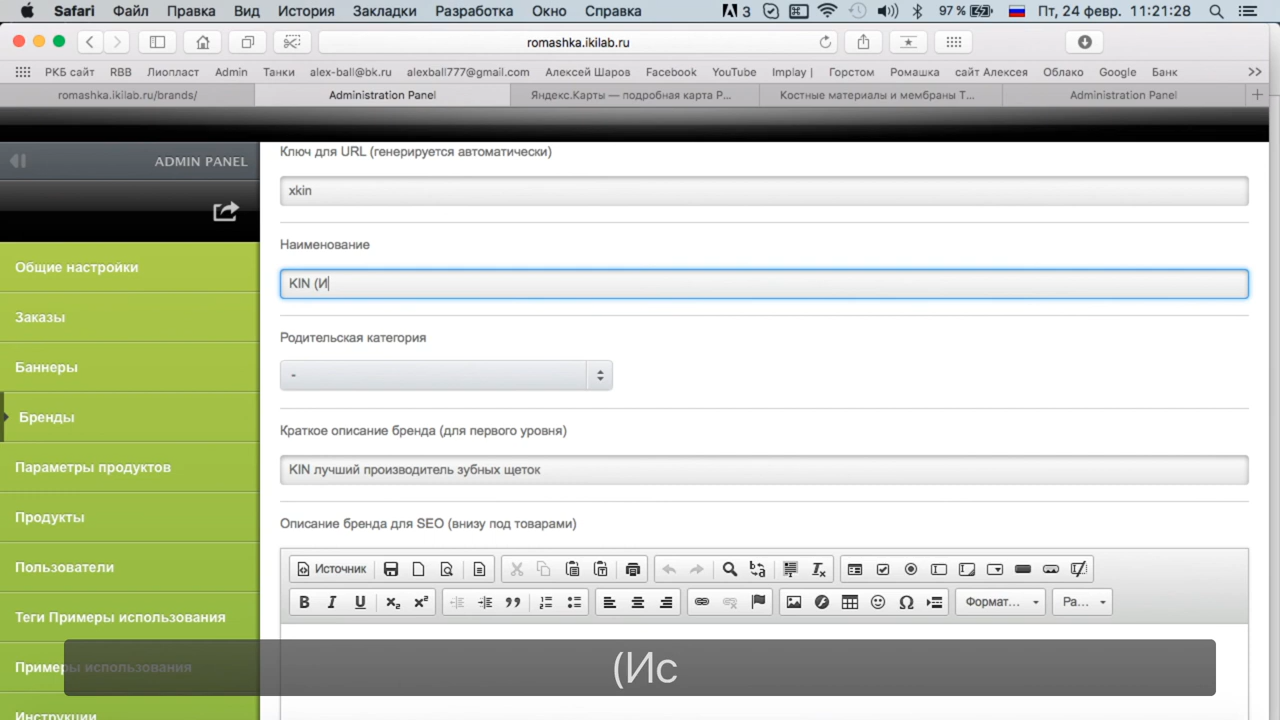 Safari Файл Правка Вид История Закладки Разработка Окно Справка 3 97 % Пт, 24 февр. 11:21:28
romashka.ikilab.ru
РКБ сайт RBB Лиопласт Admin Танки alex-ball@bk.ru alexball777@gmail.com Алексей Шаров Facebook YouTube Implay | Горстом Ромашка сайт Алексея Облако Google Банк >>
romashka.ikilab.ru/brands/ Administration Panel Яндекс.Карты — подробная карта Р... Костные материалы и мембраны Т... Administration Panel +
ADMIN PANEL
Общие настройки
Заказы
Баннеры
Бренды
Параметры продуктов
Продукты
Пользователи
Теги Примеры использования
Примеры использования
Инструкции
Ключ для URL (генерируется автоматически)
xkin
Наименование
KIN (И
Родительская категория
-
Краткое описание бренда (для первого уровня)
KIN лучший производитель зубных щеток
Описание бренда для SEO (внизу под товарами)
Источник
B I U x₂ x² Формат... Ра...
(Ис